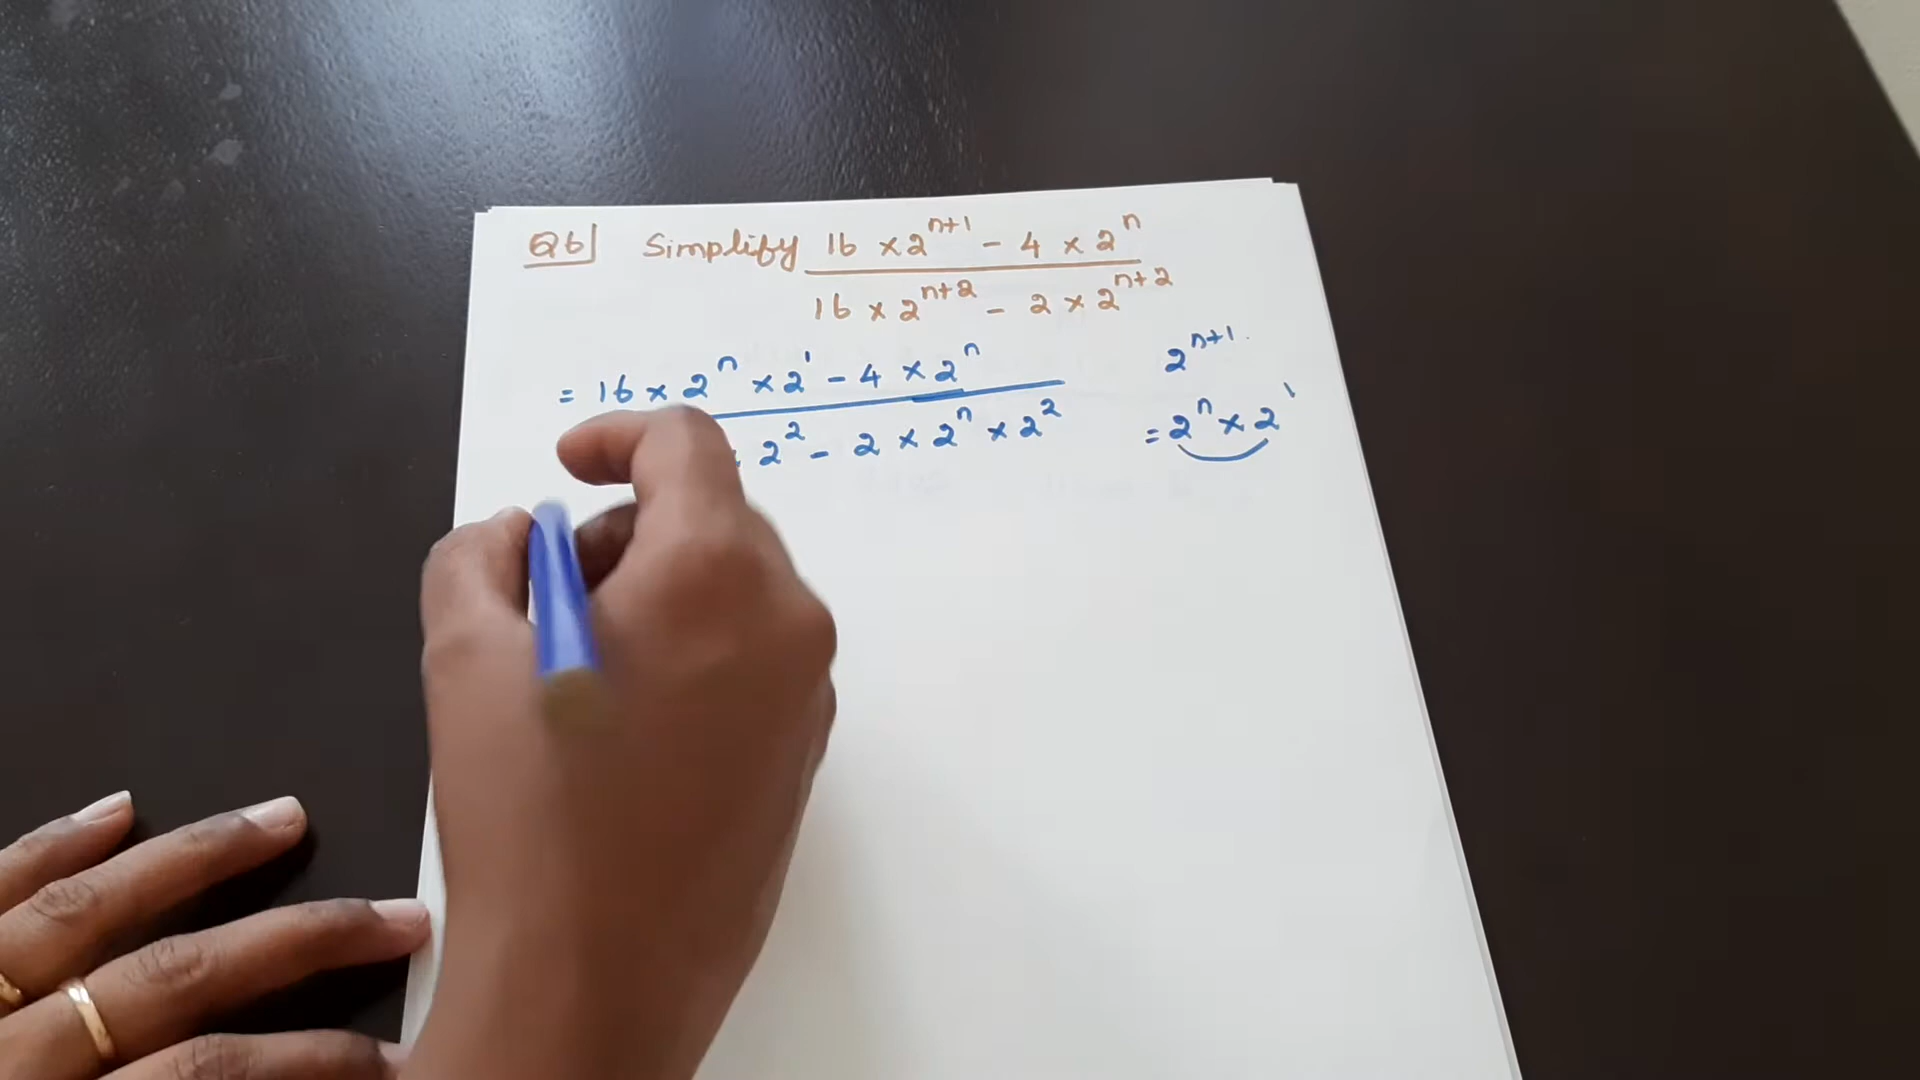 Q6 Simplify 16 × 2^{n+1} - 4 × 2^n
16 × 2^{n+2} - 2 × 2^{n+2}
2^{n+1}.
= 16 × 2^n × 2^1 - 4 × 2^n
2^2 - 2 × 2^n × 2^2
= 2^n × 2^1